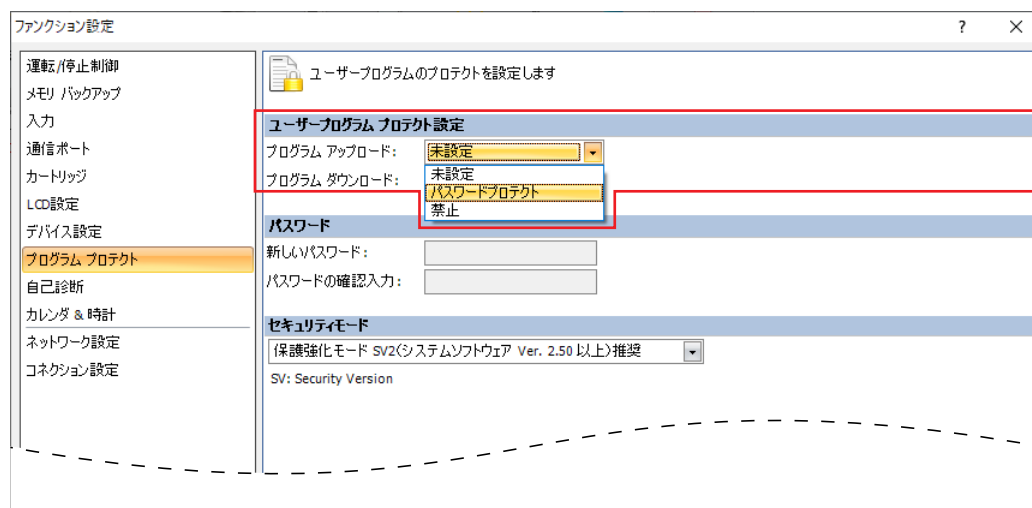 ファンクション設定
?
×
運転/停止制御
メモリ バックアップ
入力
通信ポート
カートリッジ
LCD設定
デバイス設定
プログラム プロテクト
自己診断
カレンダ & 時計
ネットワーク設定
コネクション設定
ユーザープログラムのプロテクトを設定します
ユーザープログラム プロテクト設定
プログラム アップロード: 未設定
未設定
プログラム ダウンロード:
パスワードプロテクト
禁止
パスワード
新しいパスワード:
パスワードの確認入力:
セキュリティモード
保護強化モード SV2(システムソフトウェア Ver. 2.50 以上)推奨
SV: Security Version